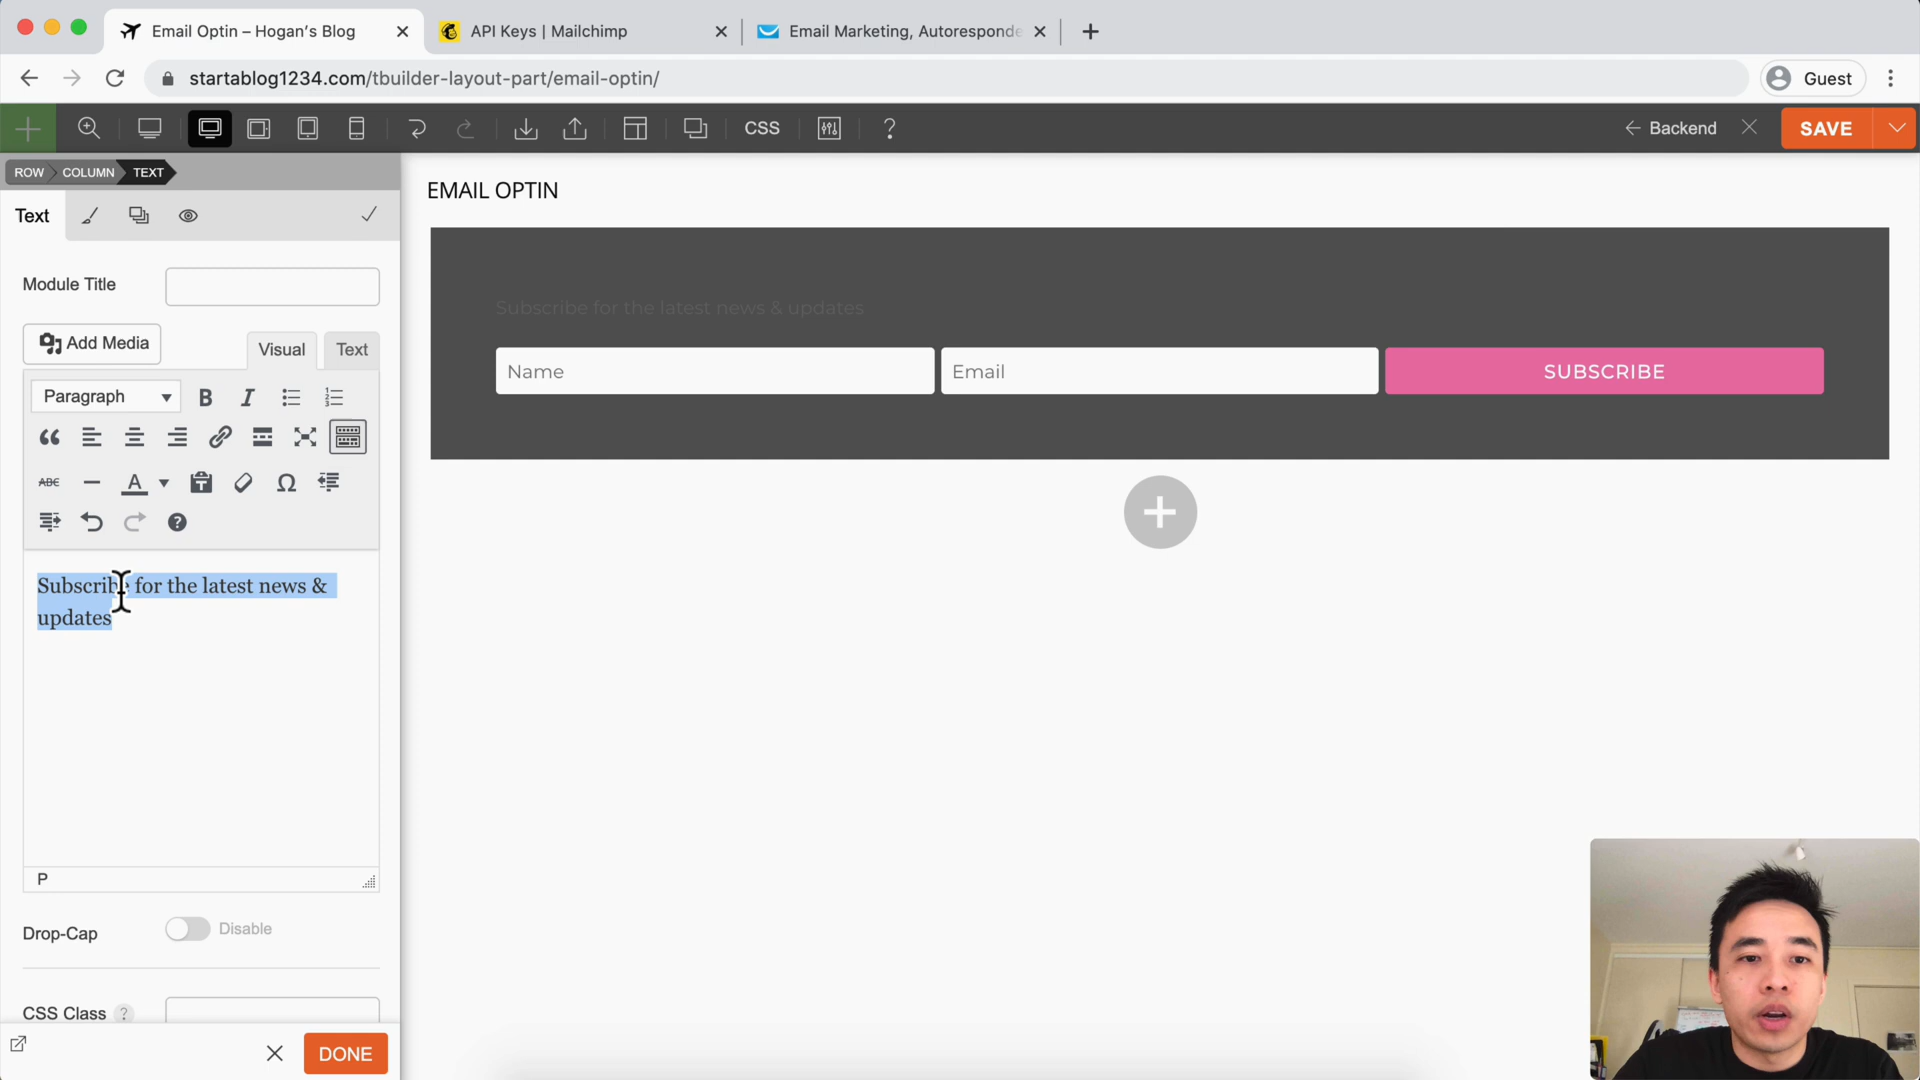 Email Optin – Hogan's Blog
API Keys | Mailchimp
Email Marketing, Autoresponde
startablog1234.com/tbuilder-layout-part/email-optin/
Guest
CSS
?
Backend
SAVE
ROW
COLUMN
TEXT
Text
Module Title
Add Media
Visual
Text
Paragraph
B
I
ABC
A
Ω
Subscribe for the latest news &
updates
P
Drop-Cap
Disable
CSS Class
?
DONE
EMAIL OPTIN
Subscribe for the latest news & updates
Name
Email
SUBSCRIBE